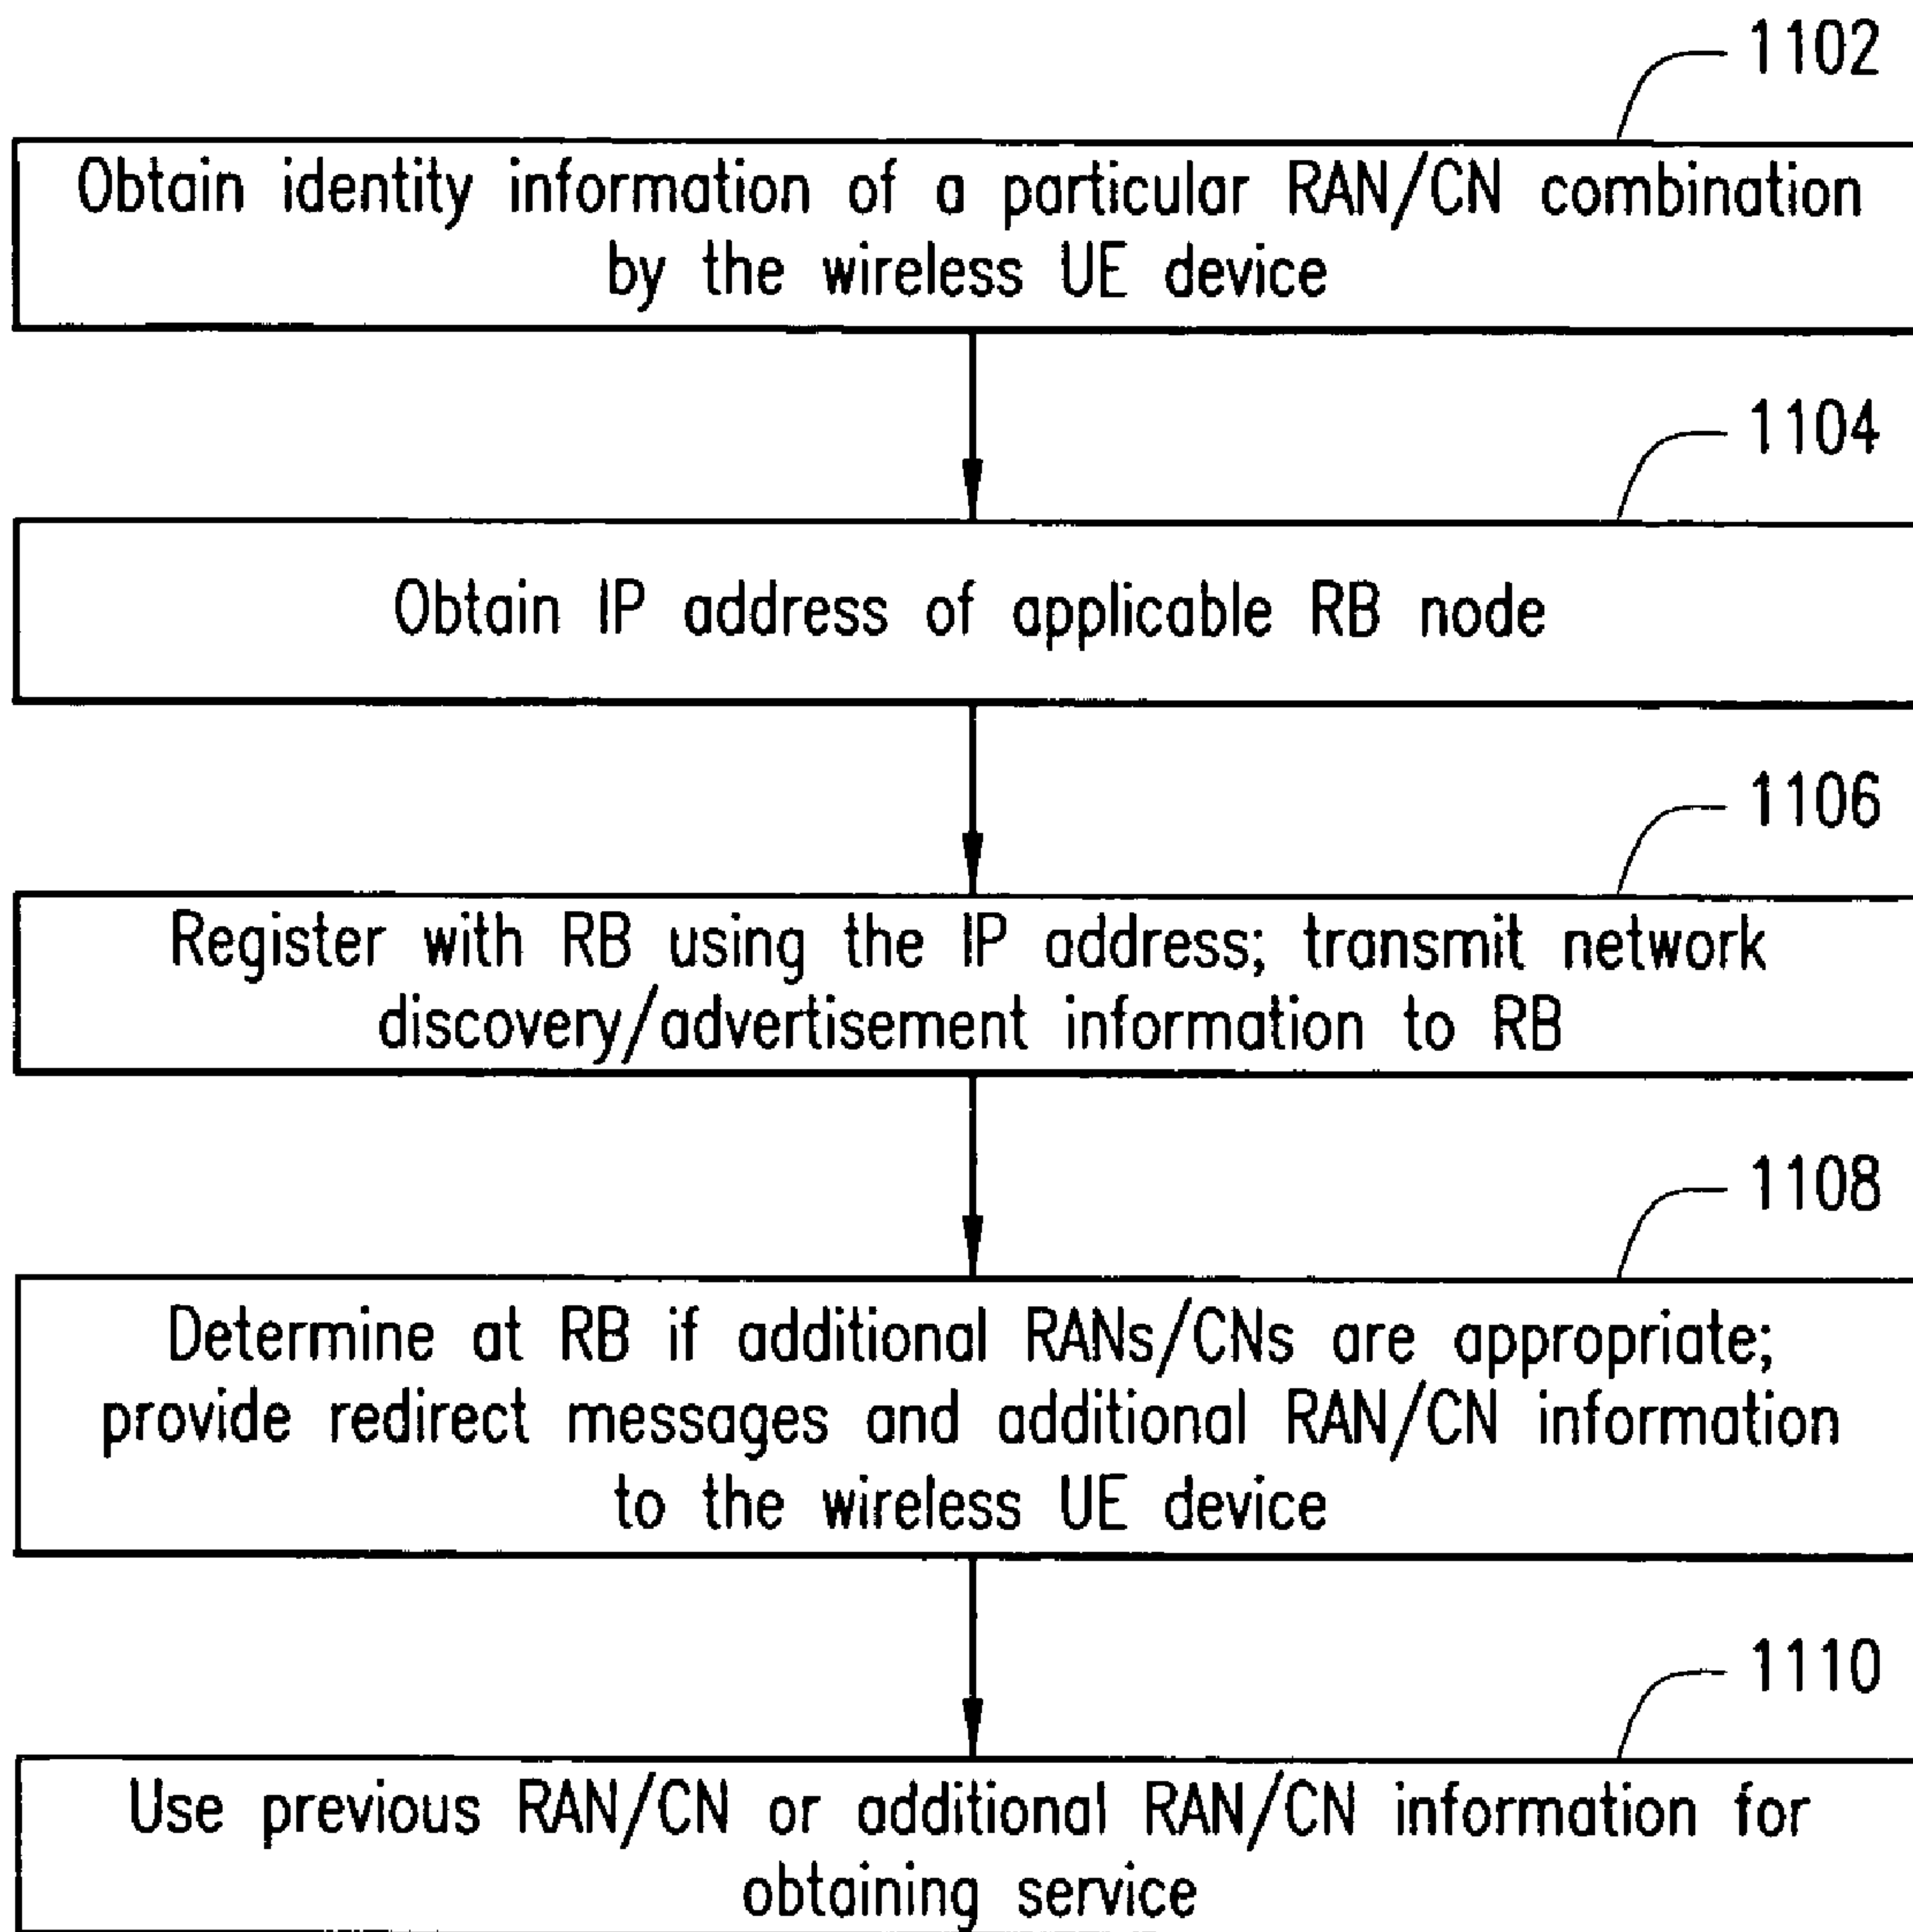 1102
Obtain identity information of a particular RAN/CN combination
by the wireless UE device
1104
Obtain IP address of applicable RB node
1106
Register with RB using the IP address; transmit network
discovery/advertisement information to RB
1108
Determine at RB if additional RANs/CNs are appropriate;
provide redirect messages and additional RAN/CN information
to the wireless UE device
1110
Use previous RAN/CN or additional RAN/CN information for
obtaining service